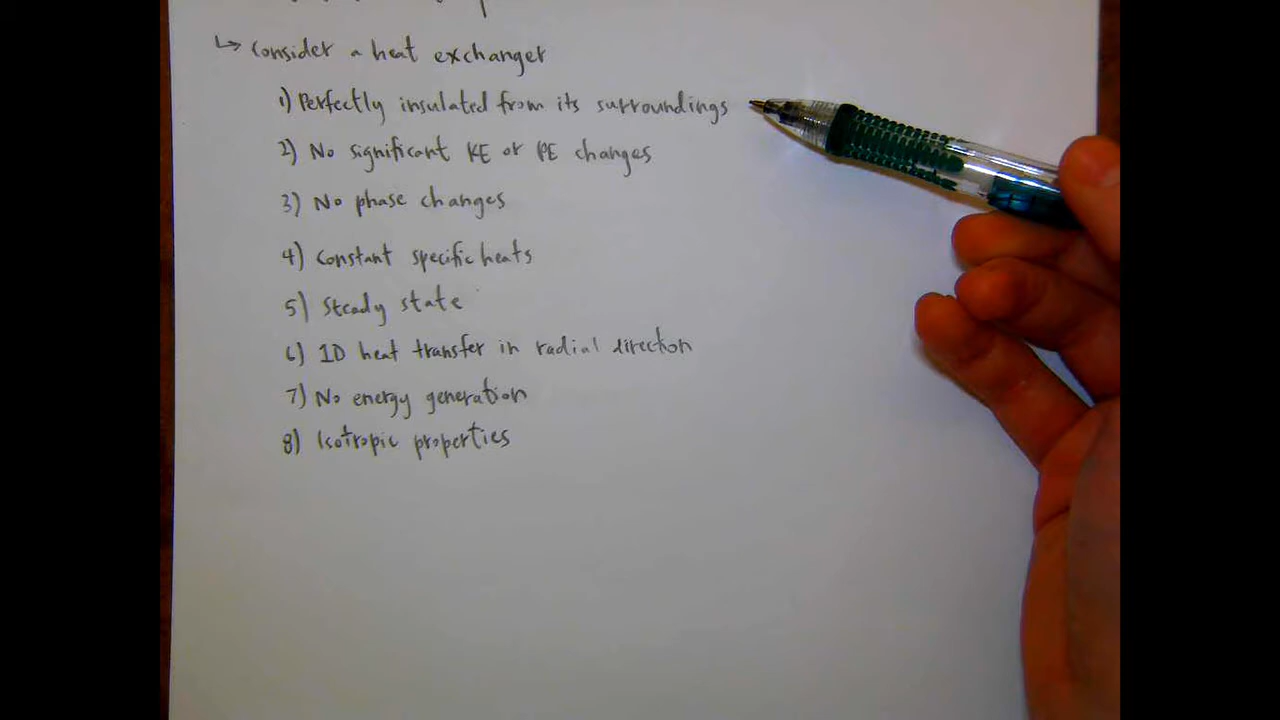 ↳ Consider a heat exchanger
1) Perfectly insulated from its surroundings
2) No significant KE or PE changes
3) No phase changes
4) Constant specific heats
5) Steady state
6) 1D heat transfer in radial direction
7) No energy generation
8) Isotropic properties